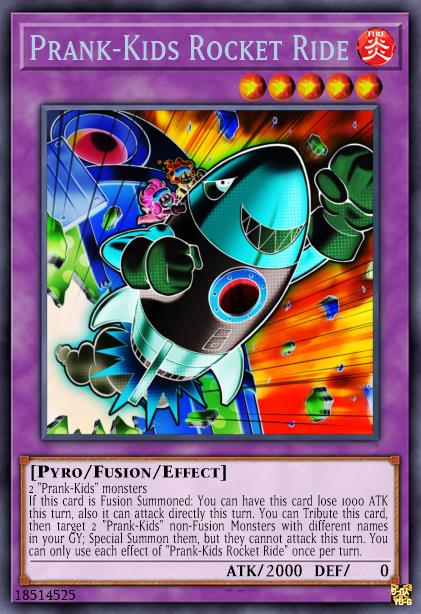 Prank-Kids Rocket Ride
FIRE
炎
[Pyro/Fusion/Effect]
2 "Prank-Kids" monsters
If this card is Fusion Summoned: You can have this card lose 1000 ATK
this turn, also it can attack directly this turn. You can Tribute this card,
then target 2 "Prank-Kids" non-Fusion Monsters with different names
in your GY; Special Summon them, but they cannot attack this turn. You
can only use each effect of "Prank-Kids Rocket Ride" once per turn.
ATK/2000 DEF/ 0
18514525